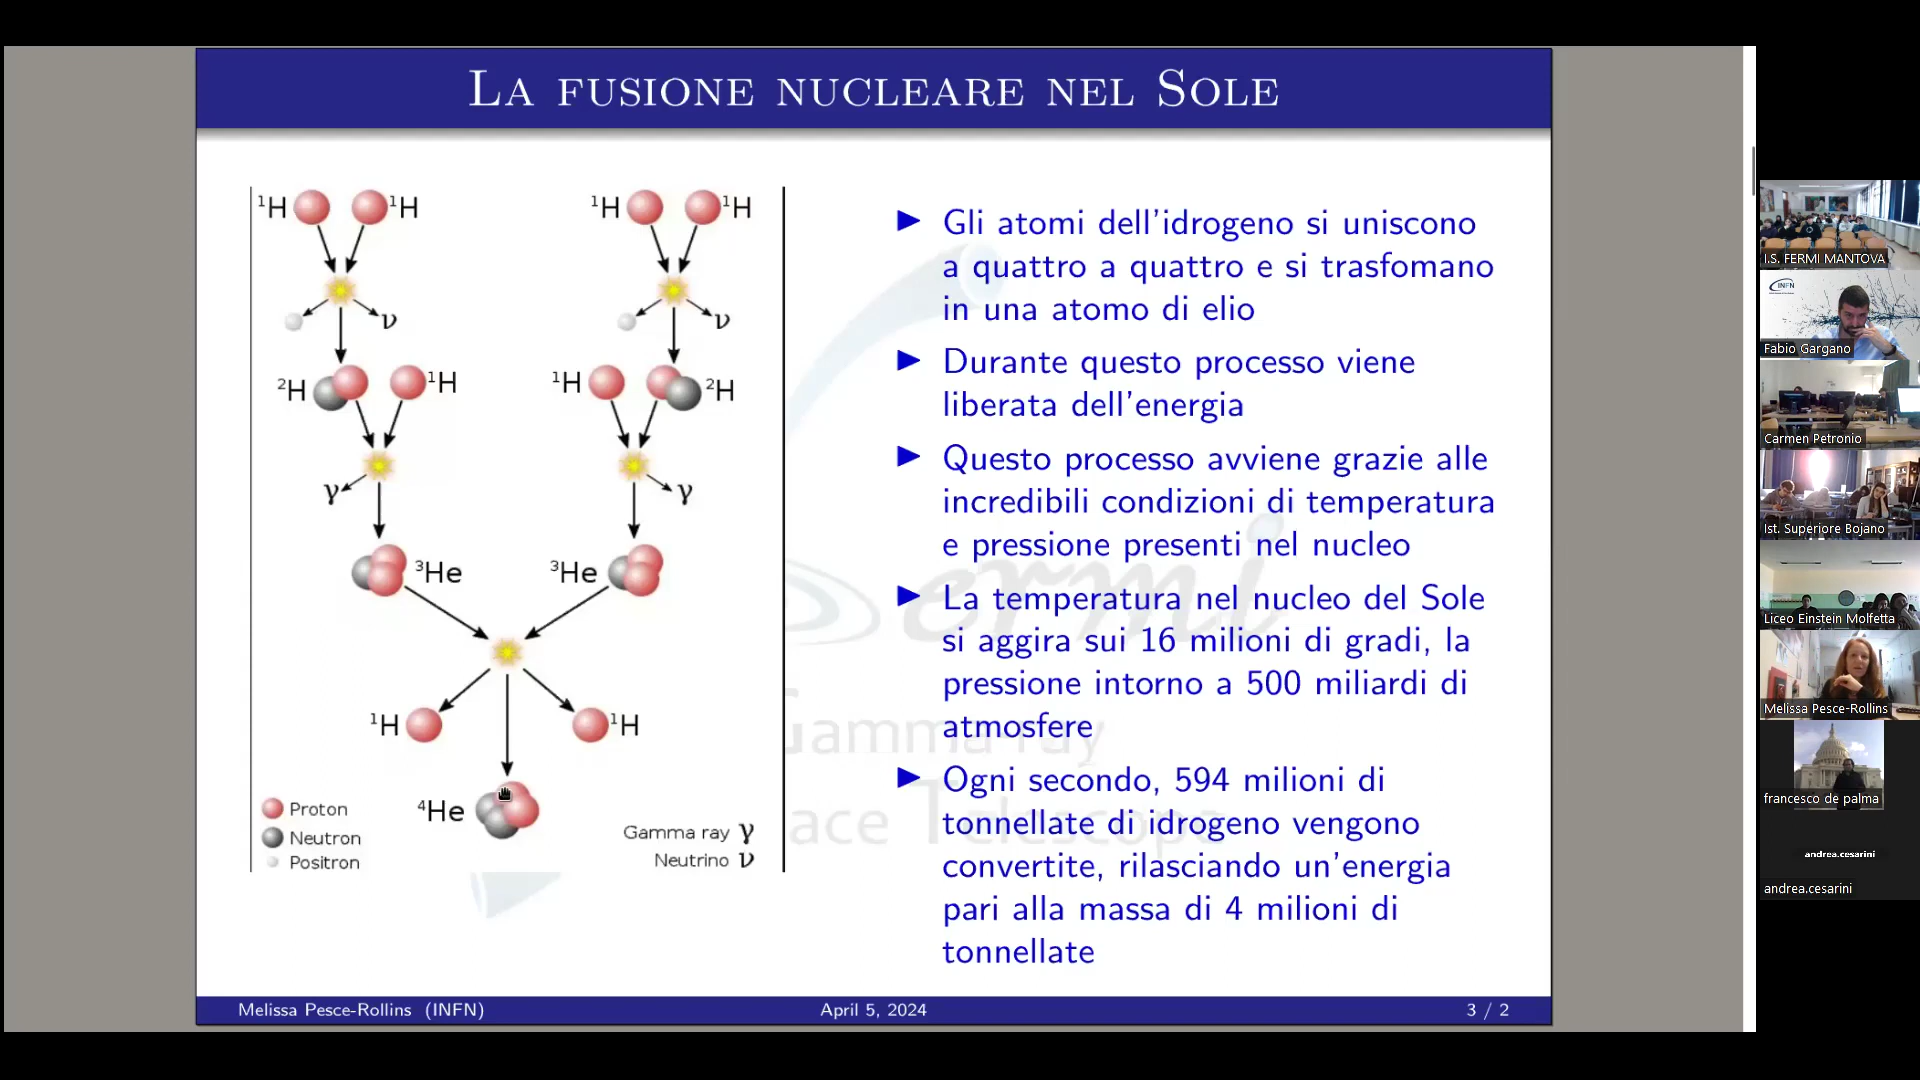 LA FUSIONE NUCLEARE NEL SOLE
¹H ¹H ¹H ¹H
ν ν
²H ¹H ¹H ²H
γ γ
³He ³He
¹H ¹H
⁴He
Proton
Neutron
Positron
Gamma ray γ
Neutrino ν
Gli atomi dell'idrogeno si uniscono
a quattro a quattro e si trasfomano
in una atomo di elio
Durante questo processo viene
liberata dell'energia
Questo processo avviene grazie alle
incredibili condizioni di temperatura
e pressione presenti nel nucleo
La temperatura nel nucleo del Sole
si aggira sui 16 milioni di gradi, la
pressione intorno a 500 miliardi di
atmosfere
Ogni secondo, 594 milioni di
tonnellate di idrogeno vengono
convertite, rilasciando un'energia
pari alla massa di 4 milioni di
tonnellate
ermi
Gamma ray
ace Telescope
Melissa Pesce-Rollins (INFN) April 5, 2024 3 / 2
I.S. FERMI MANTOVA
INFN
Fabio Gargano
Carmen Petronio
Ist. Superiore Bojano
Liceo Einstein Molfetta
Melissa Pesce-Rollins
francesco de palma
andrea.cesarini
andrea.cesarini